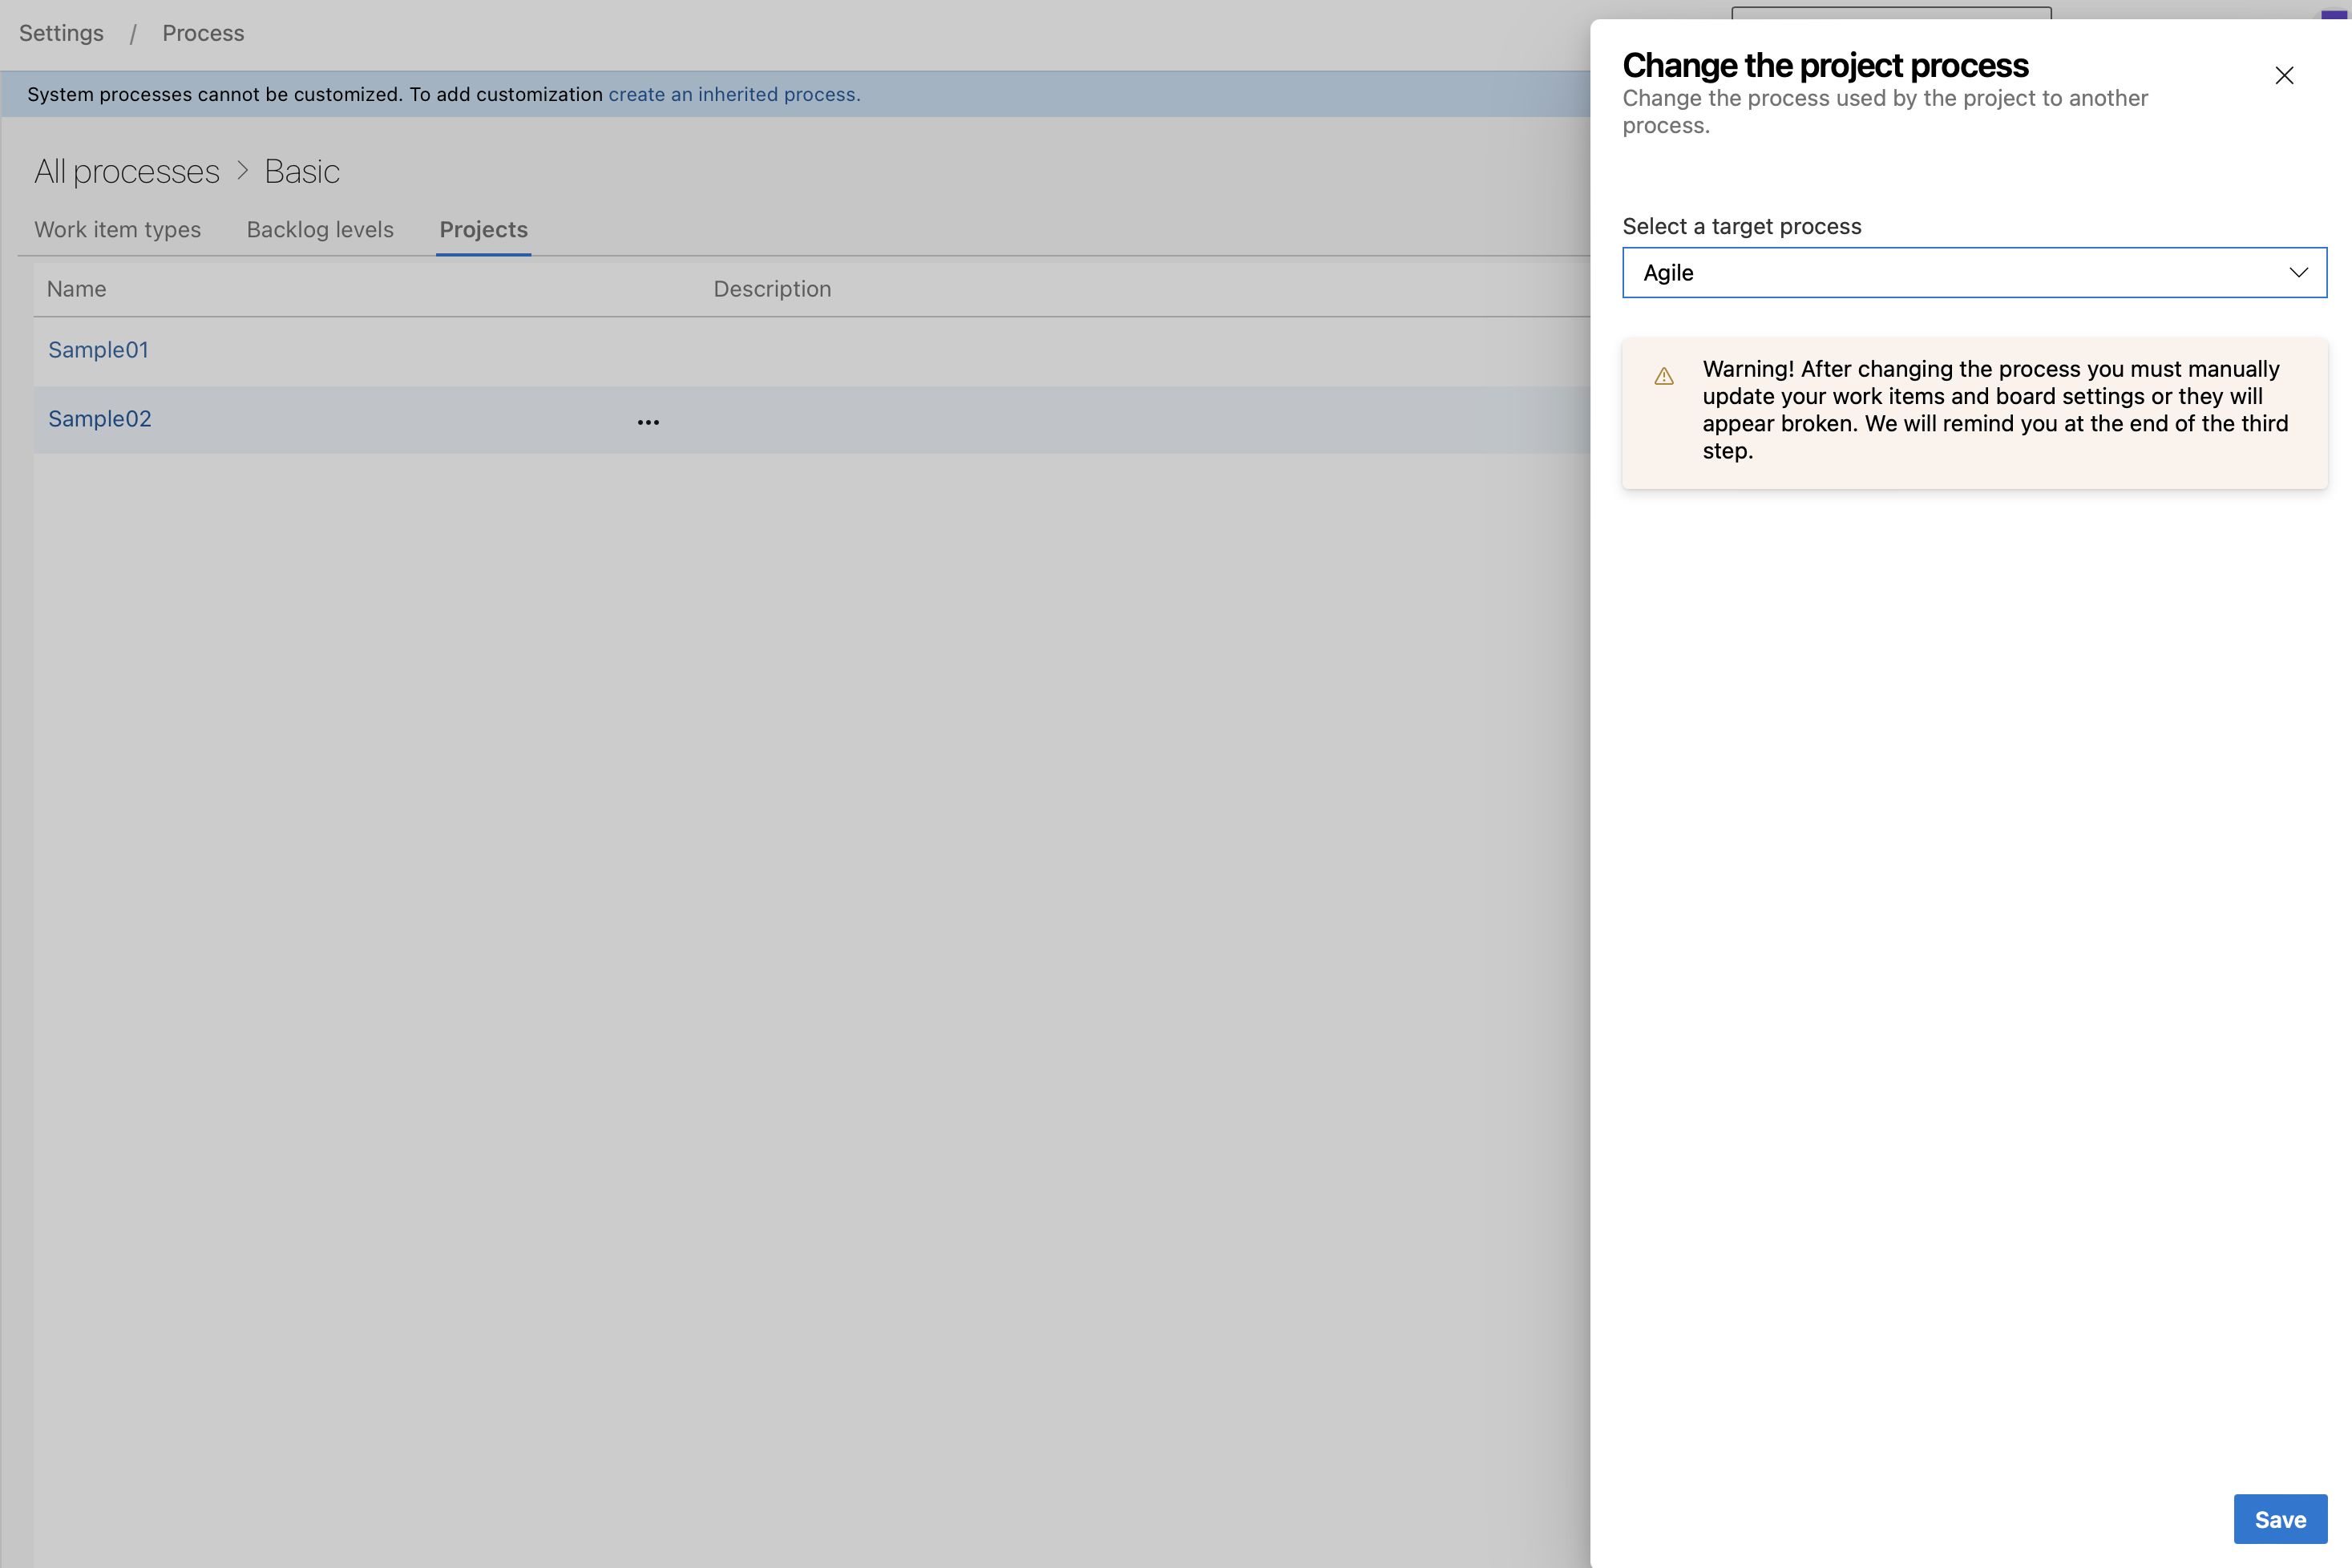 Settings / Process
System processes cannot be customized. To add customization create an inherited process.
All processes > Basic
Work item types Backlog levels Projects
Name Description
Sample01
Sample02
Change the project process
Change the process used by the project to another
process.
Select a target process
Agile
Warning! After changing the process you must manually
update your work items and board settings or they will
appear broken. We will remind you at the end of the third
step.
Save